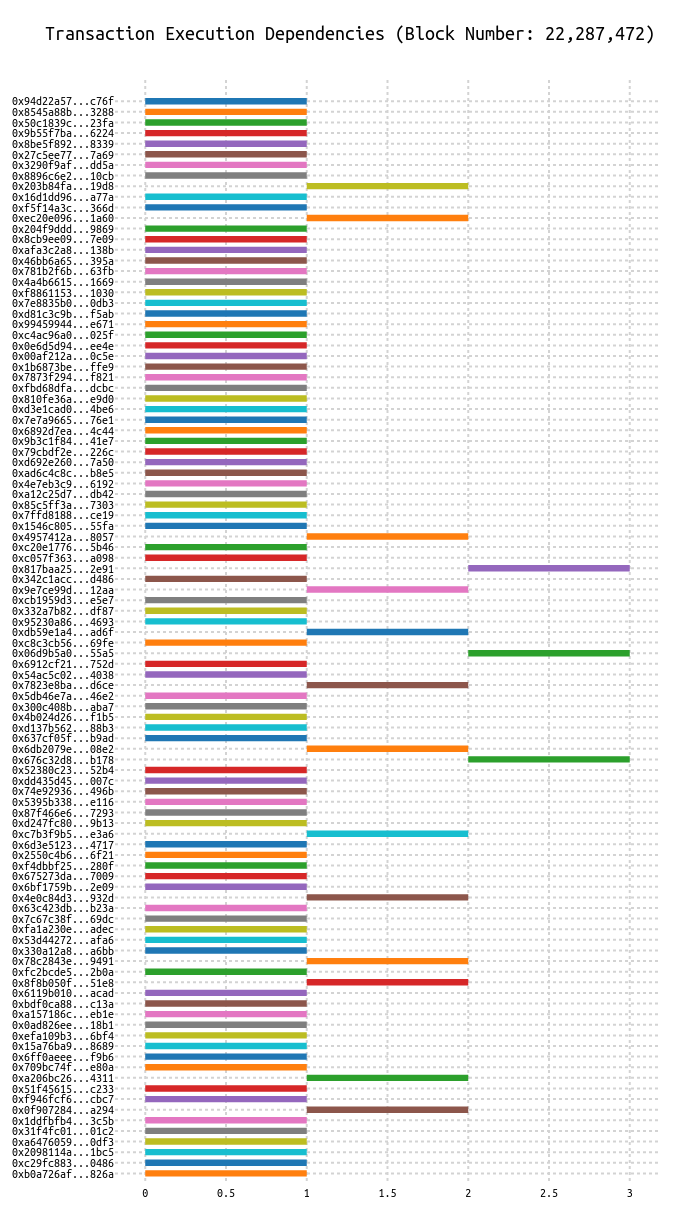 Transaction Execution Dependencies (Block Number: 22,287,472)
0x94d22a57...c76f
0x8545a88b...3288
0x50c1839c...23fa
0x9b55f7ba...6224
0x8be5f892...8339
0x27c5ee77...7a69
0x3290f9af...dd5a
0x8896c6e2...10cb
0x203b84fa...19d8
0x16d1dd96...a77a
0xf5f14a3c...366d
0xec20e096...1a60
0x204f9ddd...9869
0x8cb9ee09...7e09
0xafa3c2a8...138b
0x46bb6a65...395a
0x781b2f6b...63fb
0x4a4b6615...1669
0xf8861153...1030
0x7e8835b0...0db3
0xd81c3c9b...f5ab
0x99459944...e671
0xc4ac96a0...025f
0x0e6d5d94...ee4e
0x00af212a...0c5e
0x1b6873be...ffe9
0x7873f294...f821
0xfbd68dfa...dcbc
0x810fe36a...e9d0
0xd3e1cad0...4be6
0x7e7a9665...76e1
0x6892d7ea...4c44
0x9b3c1f84...41e7
0x79cbdf2e...226c
0xd692e260...7a50
0xad6c4c8c...b8e5
0x4e7eb3c9...6192
0xa12c25d7...db42
0x85c5ff3a...7303
0x7ffd8188...ce19
0x1546c805...55fa
0x4957412a...8057
0xc20e1776...5b46
0xc057f363...a098
0x817baa25...2e91
0x342c1acc...d486
0x9e7ce99d...12aa
0xcb1959d3...e5e7
0x332a7b82...df87
0x95230a86...4693
0xdb59e1a4...ad6f
0xc8c3cb56...69fe
0x06d9b5a0...55a5
0x6912cf21...752d
0x54ac5c02...4038
0x7823e8ba...d6ce
0x5db46e7a...46e2
0x300c408b...aba7
0x4b024d26...f1b5
0xd137b562...88b3
0x637cf05f...b9ad
0x6db2079e...08e2
0x676c32d8...b178
0x52380c23...52b4
0xdd435d45...007c
0x74e92936...496b
0x5395b338...e116
0x87f466e6...7293
0xd247fc80...9b13
0xc7b3f9b5...e3a6
0x6d3e5123...4717
0x2550c4b6...6f21
0xf4dbbf25...280f
0x675273da...7009
0x6bf1759b...2e09
0x4e0c84d3...932d
0x63c423db...b23a
0x7c67c38f...69dc
0xfa1a230e...adec
0x53d44272...afa6
0x330a12a8...a6bb
0x78c2843e...9491
0xfc2bcde5...2b0a
0x8f8b050f...51e8
0x6119b010...acad
0xbdf0ca88...c13a
0xa157186c...eb1e
0x0ad826ee...18b1
0xefa109b3...6bf4
0x15a76ba9...8689
0x6ff0aeee...f9b6
0x709bc74f...e80a
0xa206bc26...4311
0x51f45615...c233
0xf946fcf6...cbc7
0x0f907284...a294
0x1ddfbfb4...3c5b
0x31f4fc01...01c2
0xa6476059...0df3
0x2098114a...1bc5
0xc29fc883...0486
0xb0a726af...826a
0 0.5 1 1.5 2 2.5 3